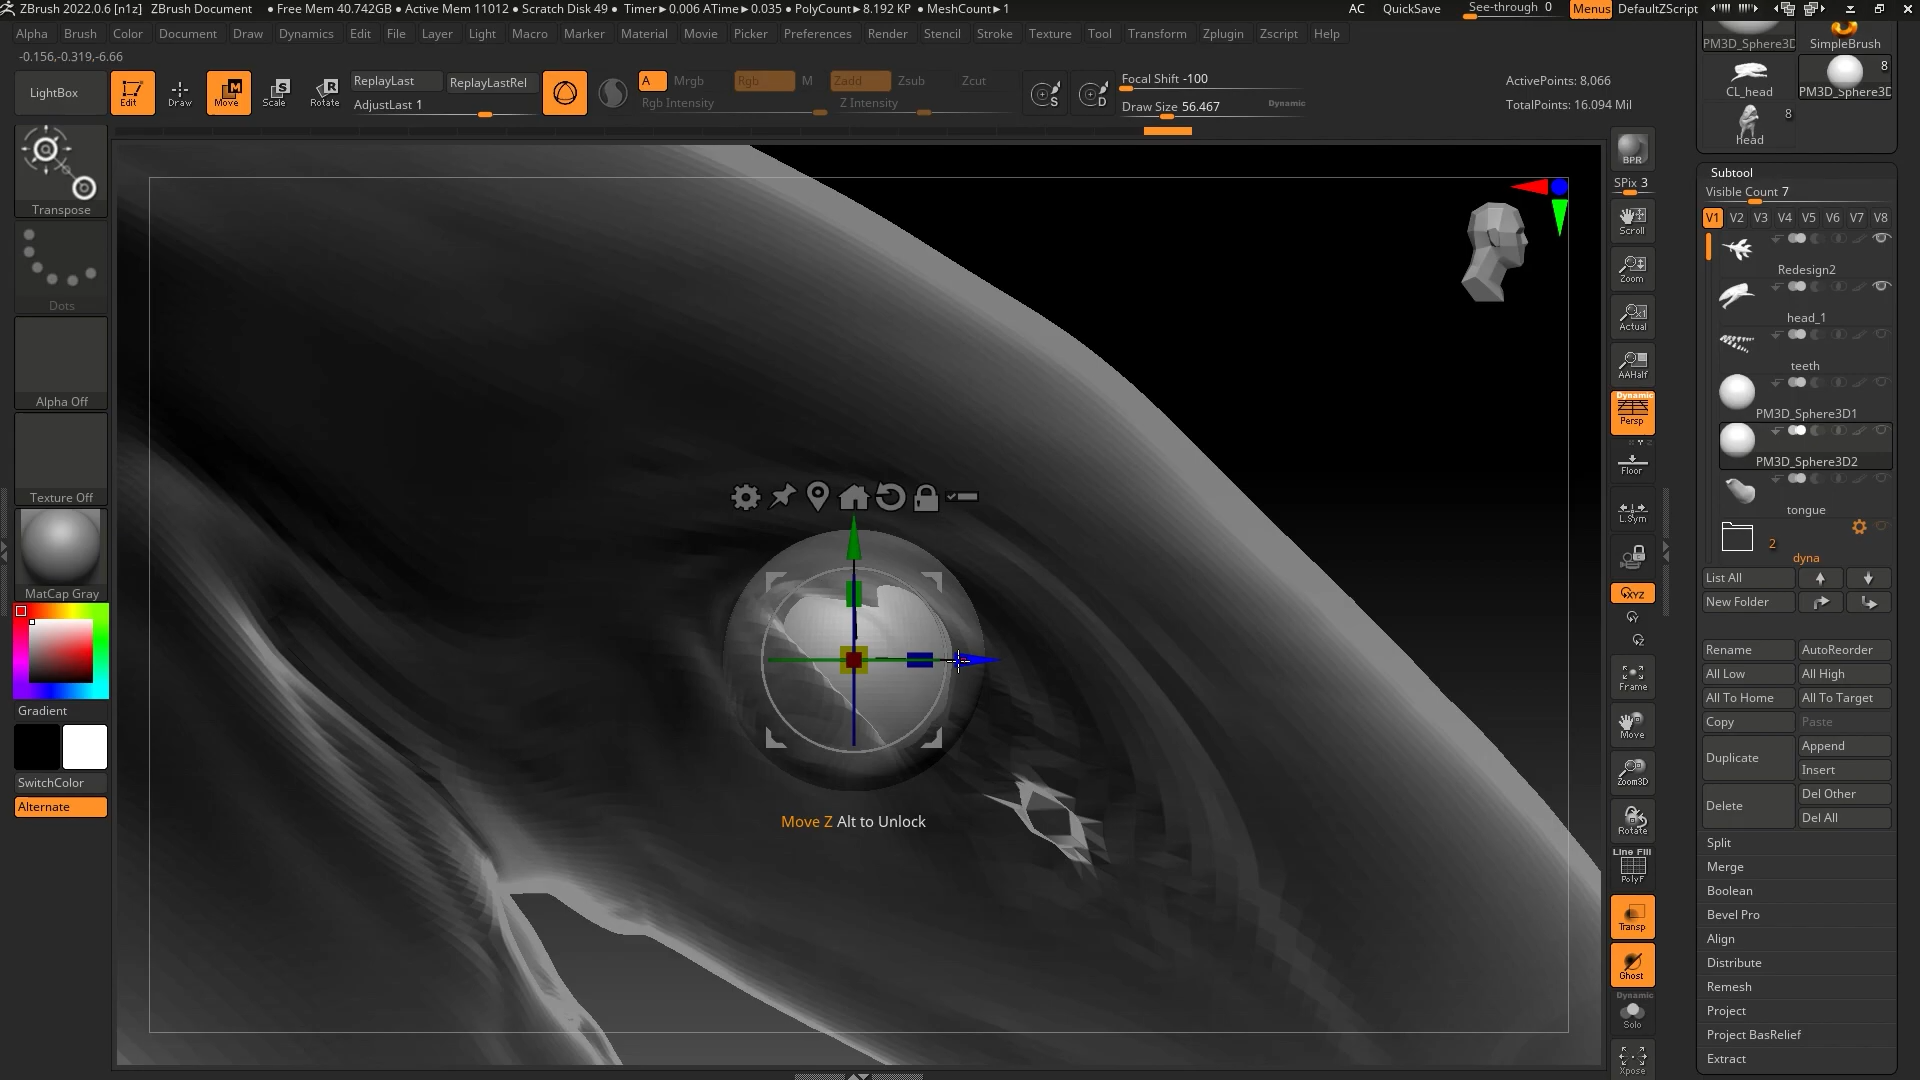 ZBrush 2022.0.6 [n1z] ZBrush Document ● Free Mem 40.742GB ● Active Mem 11012 ● Scratch Disk 49 ● Timer►0.006 ATime►0.035 ● PolyCount►8.192 KP ● MeshCount►1 AC QuickSave See-through 0 Menus DefaultZScript
Alpha Brush Color Document Draw Dynamics Edit File Layer Light Macro Marker Material Movie Picker Preferences Render Stencil Stroke Texture Tool Transform Zplugin Zscript Help
-0.156,-0.319,-6.66
LightBox
Edit
Draw
Move
Scale
Rotate
ReplayLast
ReplayLastRel
AdjustLast 1
A
Mrgb
Rgb
M
Zadd
Zsub
Zcut
Rgb Intensity
Z Intensity
S
D
Focal Shift -100
Draw Size 56.467
Dynamic
ActivePoints: 8,066
TotalPoints: 16.094 Mil
Transpose
Dots
Alpha Off
Texture Off
MatCap Gray
Gradient
SwitchColor
Alternate
Move Z Alt to Unlock
BPR
SPix 3
Scroll
Zoom
Actual
AAHalf
Dynamic
Persp
Floor
L.Sym
XYZ
Frame
Move
Zoom3D
Rotate
Line Fill
PolyF
Transp
Ghost
Dynamic
Solo
Xpose
PM3D_Sphere3D
SimpleBrush
8
CL_head
PM3D_Sphere3D
8
head
Subtool
Visible Count 7
V1 V2 V3 V4 V5 V6 V7 V8
Redesign2
head_1
teeth
PM3D_Sphere3D1
PM3D_Sphere3D2
tongue
2
dyna
List All
New Folder
Rename AutoReorder
All Low All High
All To Home All To Target
Copy Paste
Duplicate
Append
Insert
Delete
Del Other
Del All
Split
Merge
Boolean
Bevel Pro
Align
Distribute
Remesh
Project
Project BasRelief
Extract